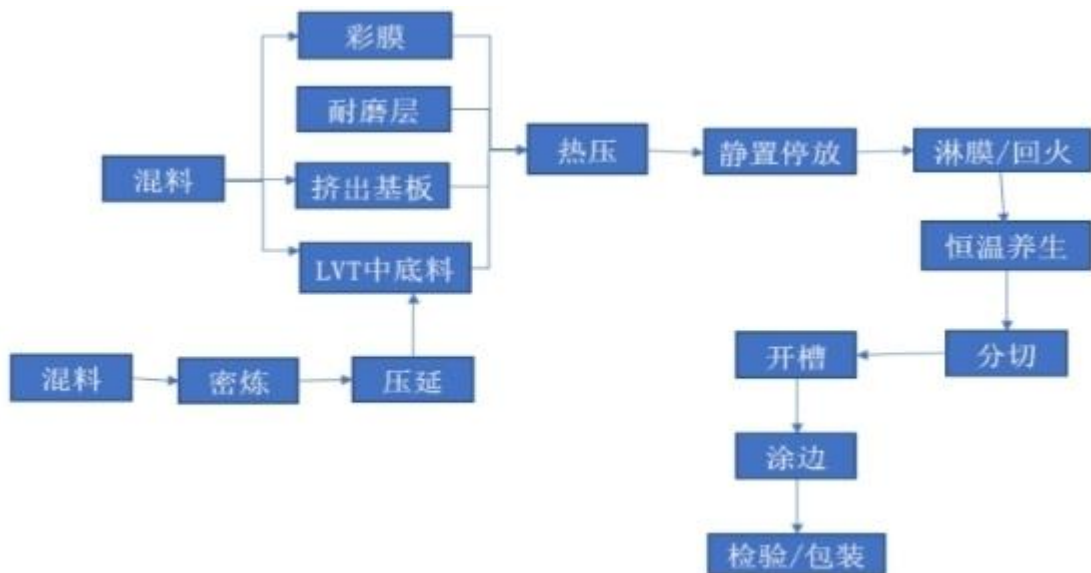 彩膜
耐磨层
混料
挤出基板
LVT中底料
热压
静置停放
淋膜/回火
恒温养生
混料
密炼
压延
开槽
分切
涂边
检验/包装